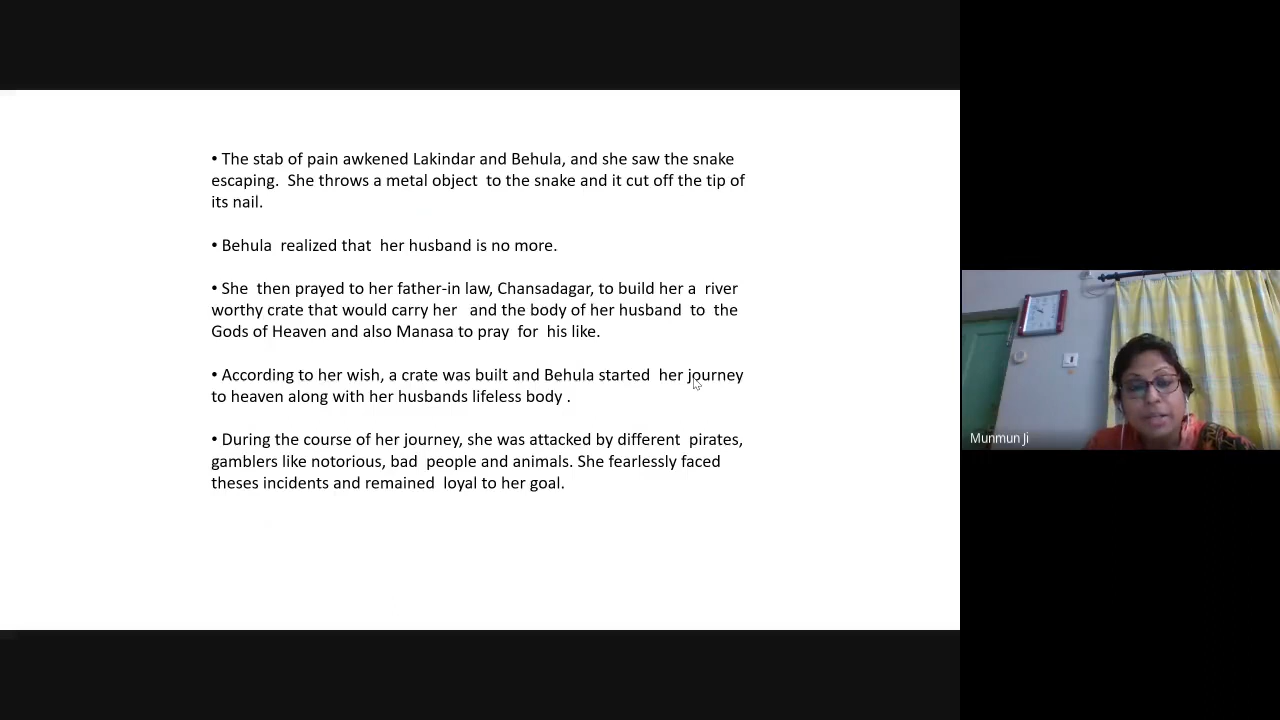 • The stab of pain awkened Lakindar and Behula, and she saw the snake
escaping.  She throws a metal object  to the snake and it cut off the tip of
its nail.
• Behula  realized that  her husband is no more.
• She  then prayed to her father-in law, Chansadagar, to build her a  river
worthy crate that would carry her   and the body of her husband  to  the
Gods of Heaven and also Manasa to pray  for  his like.
• According to her wish, a crate was built and Behula started  her journey
to heaven along with her husbands lifeless body .
• During the course of her journey, she was attacked by different  pirates,
gamblers like notorious, bad  people and animals. She fearlessly faced
theses incidents and remained  loyal to her goal.
Munmun Ji